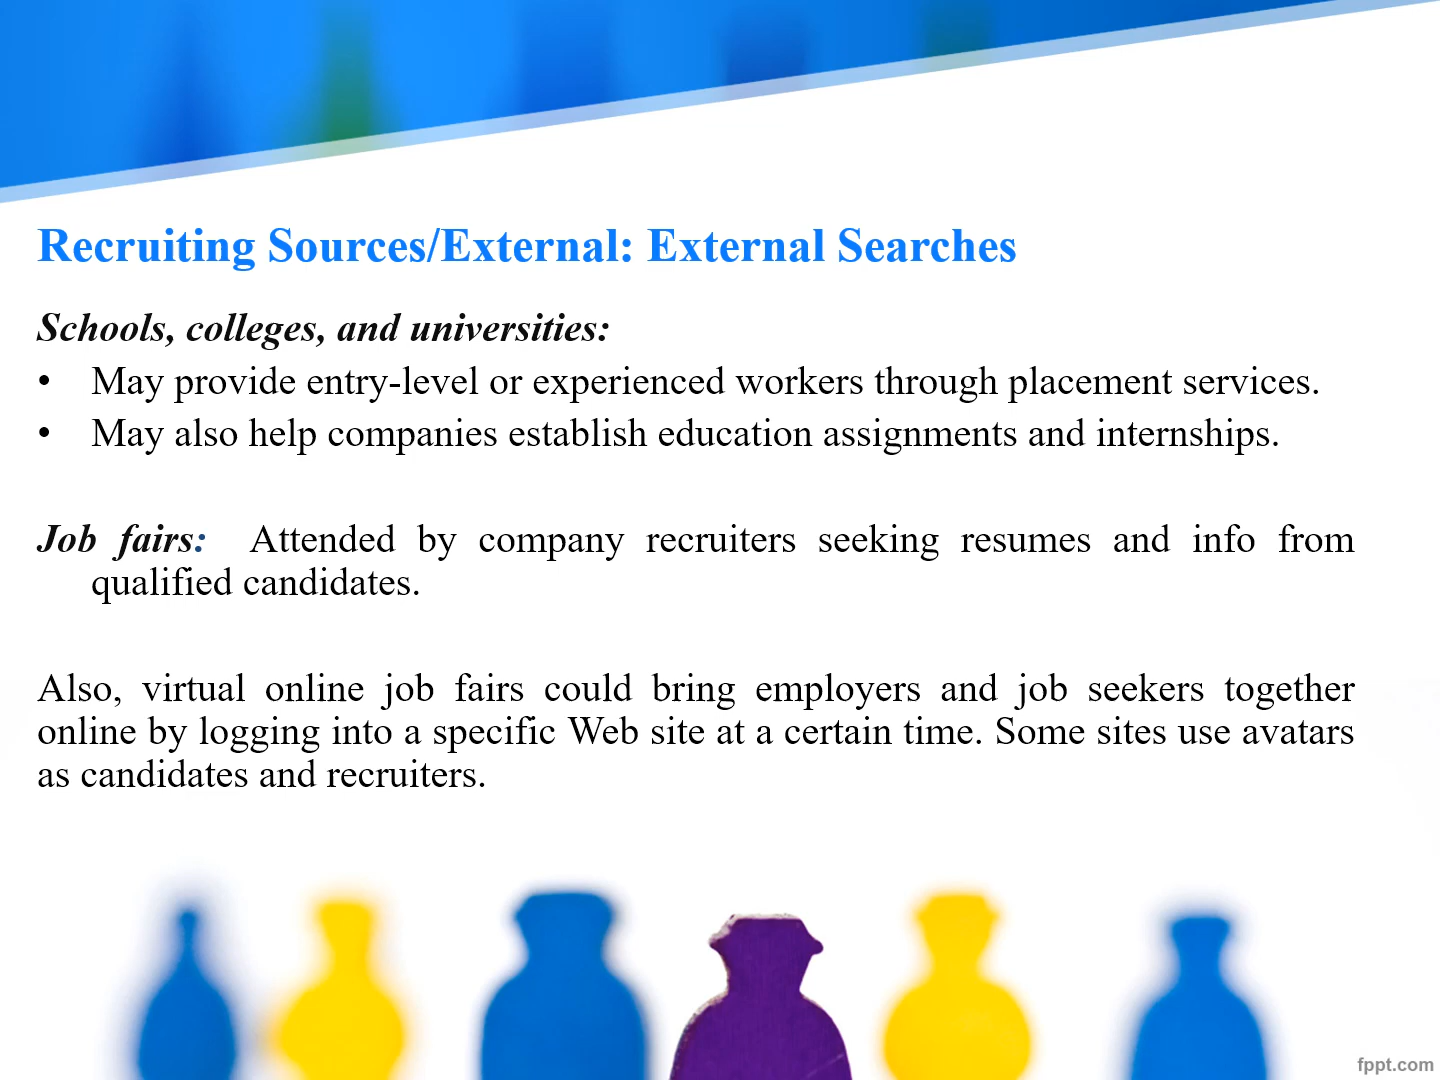 Recruiting Sources/External: External Searches
Schools, colleges, and universities:
• May provide entry-level or experienced workers through placement services.
• May also help companies establish education assignments and internships.
Job fairs: Attended by company recruiters seeking resumes and info from
qualified candidates.
Also, virtual online job fairs could bring employers and job seekers together
online by logging into a specific Web site at a certain time. Some sites use avatars
as candidates and recruiters.
fppt.com